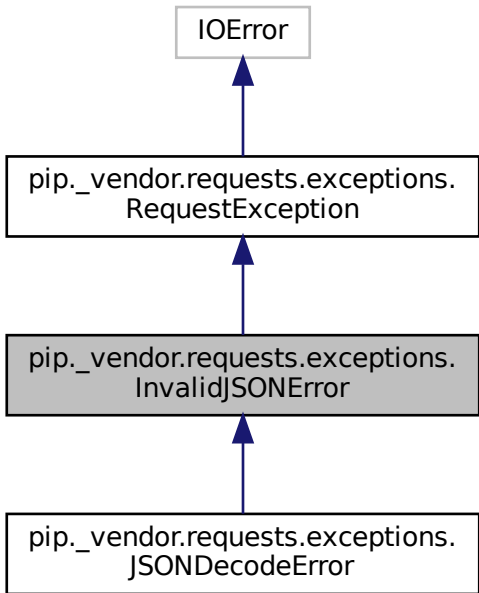 IOError
pip._vendor.requests.exceptions.
RequestException
pip._vendor.requests.exceptions.
InvalidJSONError
pip._vendor.requests.exceptions.
JSONDecodeError